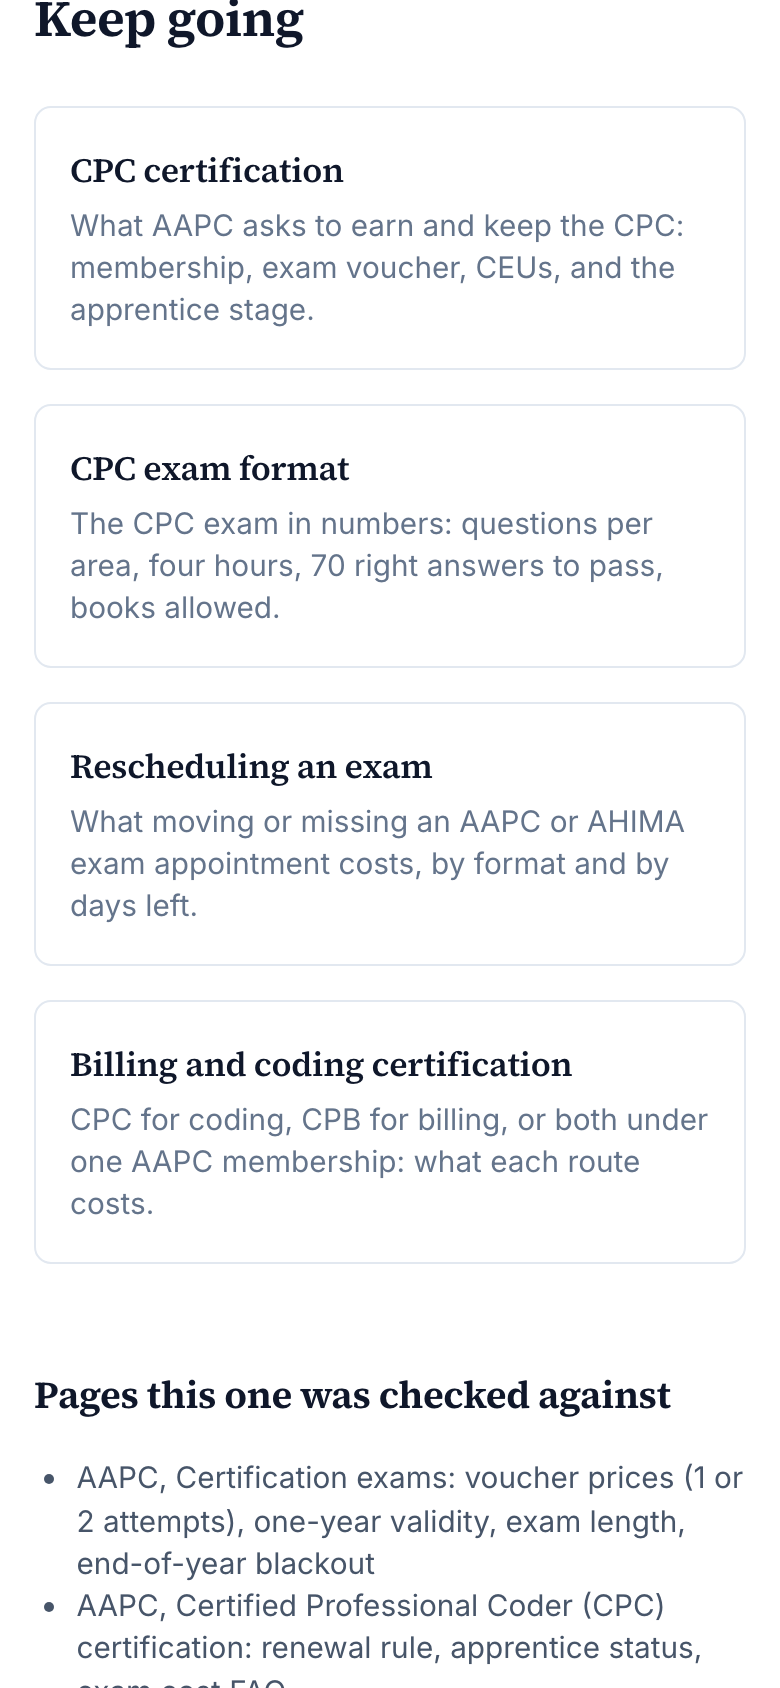 Keep going
CPC certification
What AAPC asks to earn and keep the CPC:
membership, exam voucher, CEUs, and the
apprentice stage.
CPC exam format
The CPC exam in numbers: questions per
area, four hours, 70 right answers to pass,
books allowed.
Rescheduling an exam
What moving or missing an AAPC or AHIMA
exam appointment costs, by format and by
days left.
Billing and coding certification
CPC for coding, CPB for billing, or both under
one AAPC membership: what each route
costs.
Pages this one was checked against
• AAPC, Certification exams: voucher prices (1 or
2 attempts), one-year validity, exam length,
end-of-year blackout
• AAPC, Certified Professional Coder (CPC)
certification: renewal rule, apprentice status,
exam cost FAQ